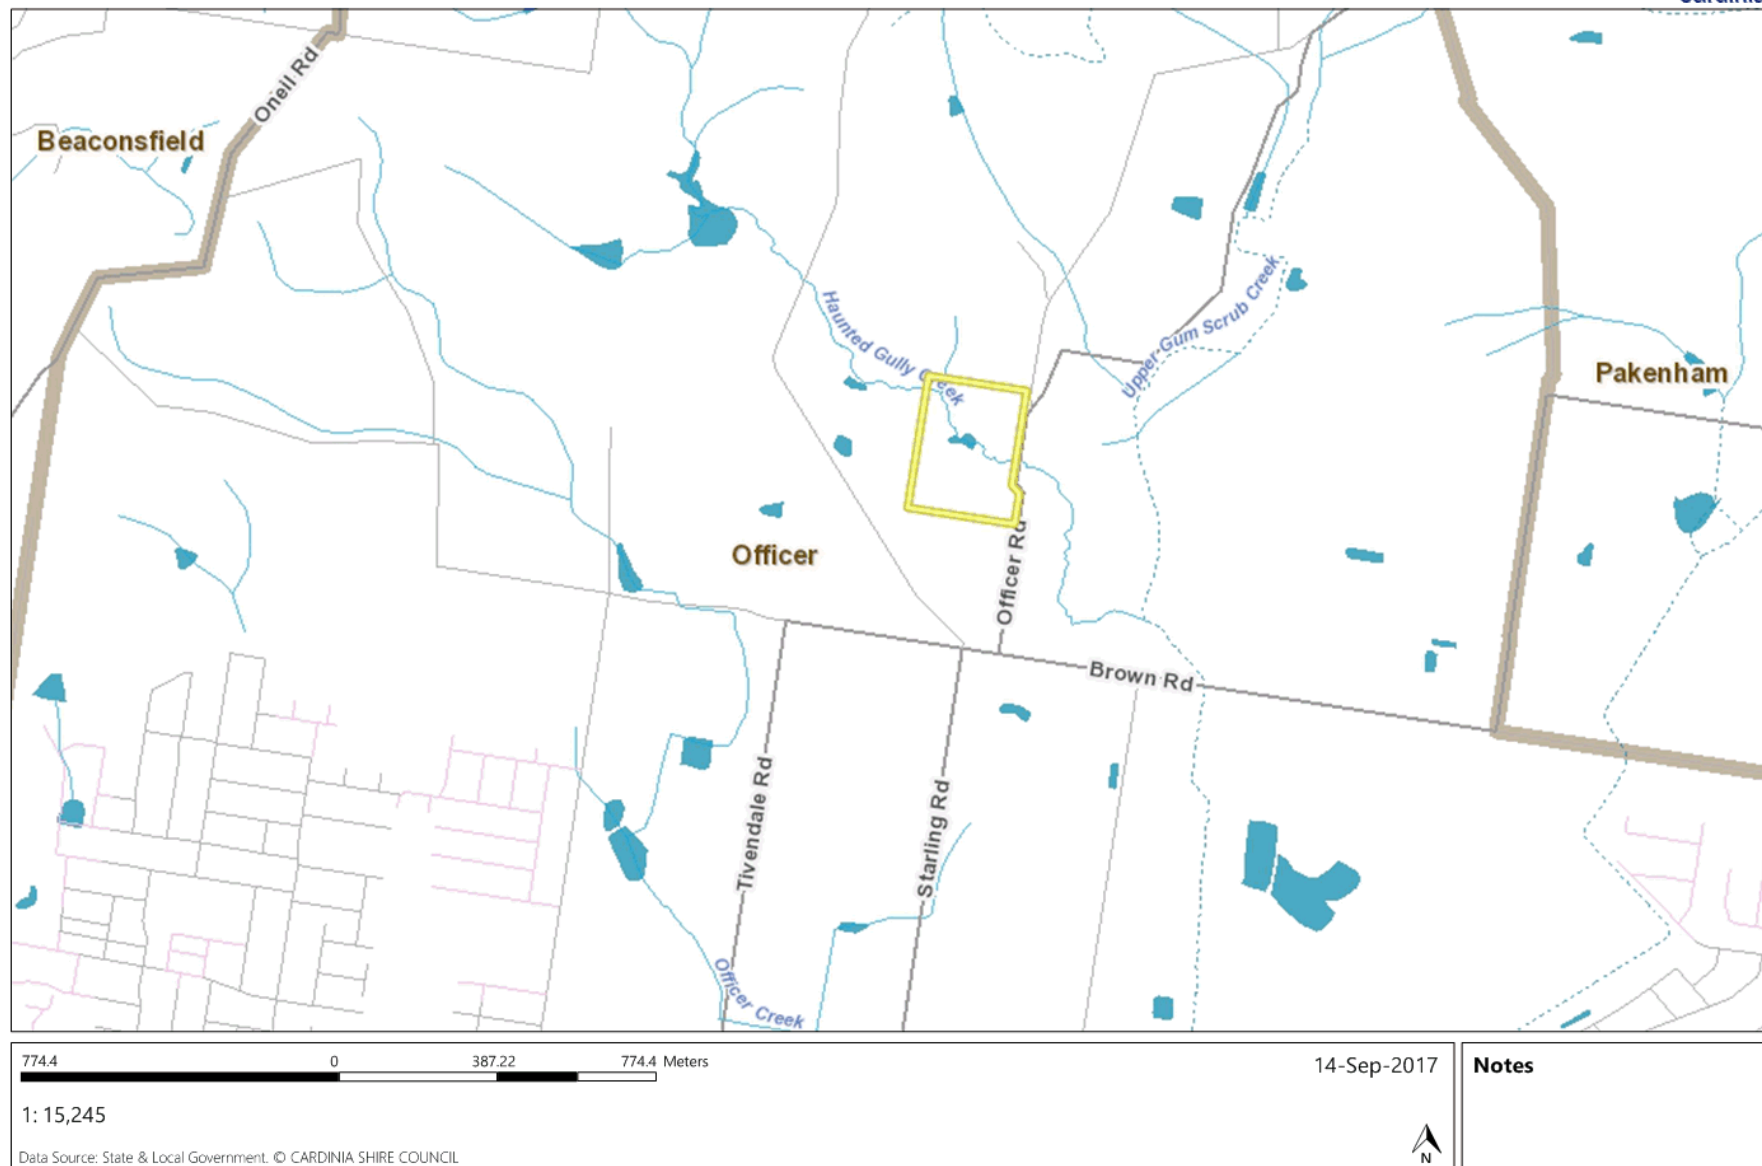 Oneil Rd
Beaconsfield
Haunted Gully Creek
Upper Gum Scrub Creek
Pakenham
Officer
Officer Rd
Brown Rd
Tivendale Rd
Starling Rd
Officer Creek
774.4 0 387.22 774.4 Meters
14-Sep-2017
Notes
1: 15,245
N
Data Source: State & Local Government. © CARDINIA SHIRE COUNCIL